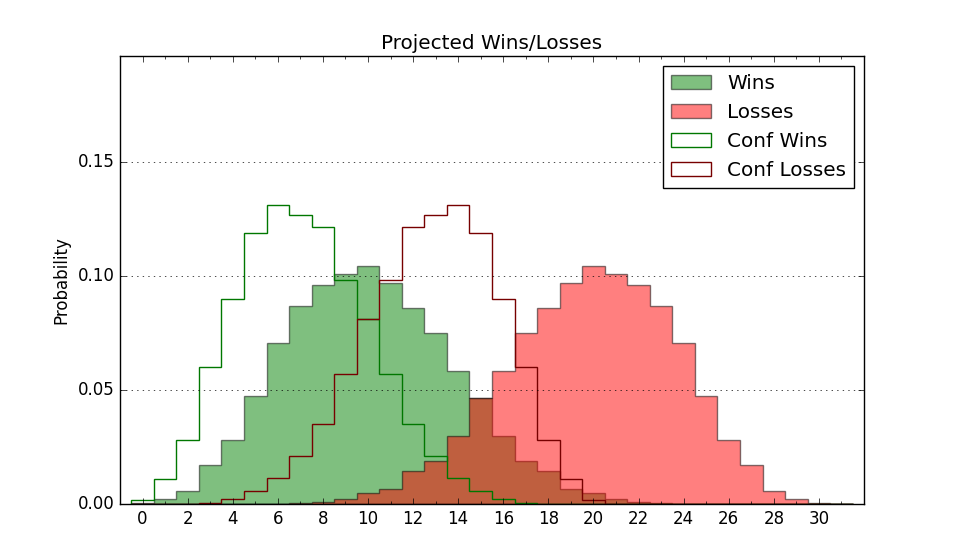 Projected Wins/Losses
Wins
Losses
Conf Wins
Conf Losses
Probability
0.15
0.10
0.05
0.00
0 2 4 6 8 10 12 14 16 18 20 22 24 26 28 30